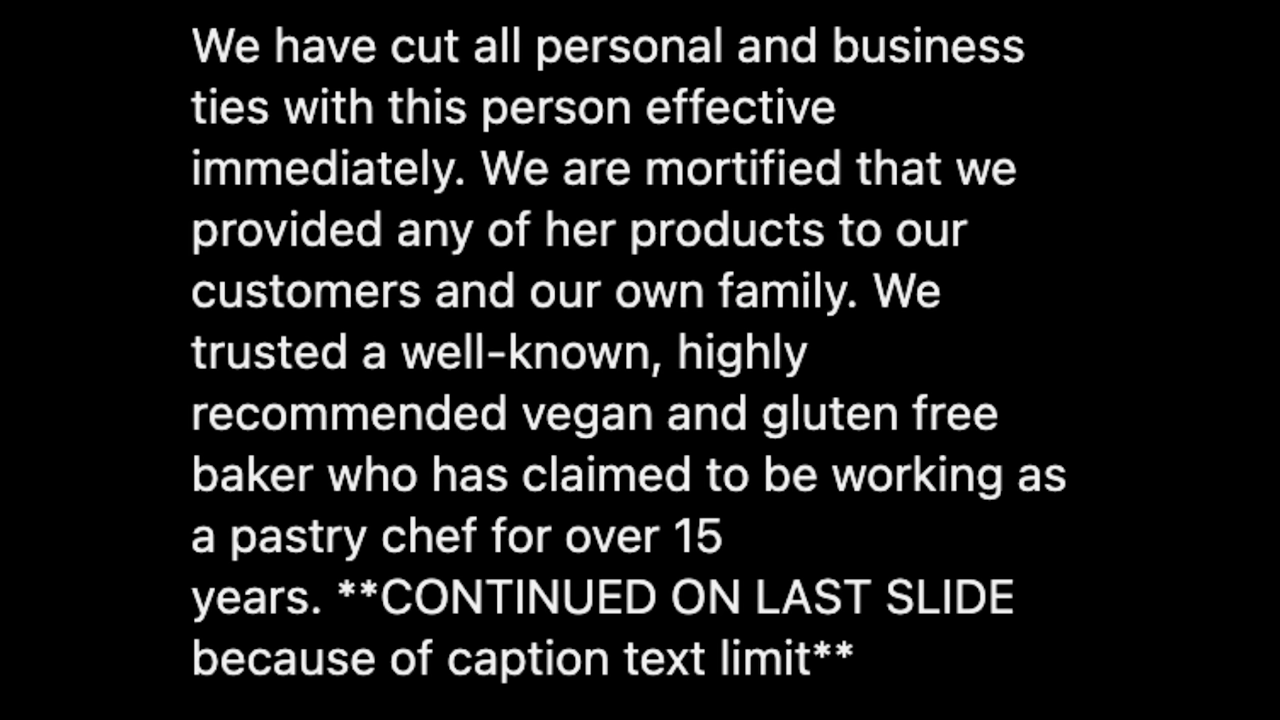 We have cut all personal and business
ties with this person effective
immediately. We are mortified that we
provided any of her products to our
customers and our own family. We
trusted a well-known, highly
recommended vegan and gluten free
baker who has claimed to be working as
a pastry chef for over 15
years. **CONTINUED ON LAST SLIDE
because of caption text limit**